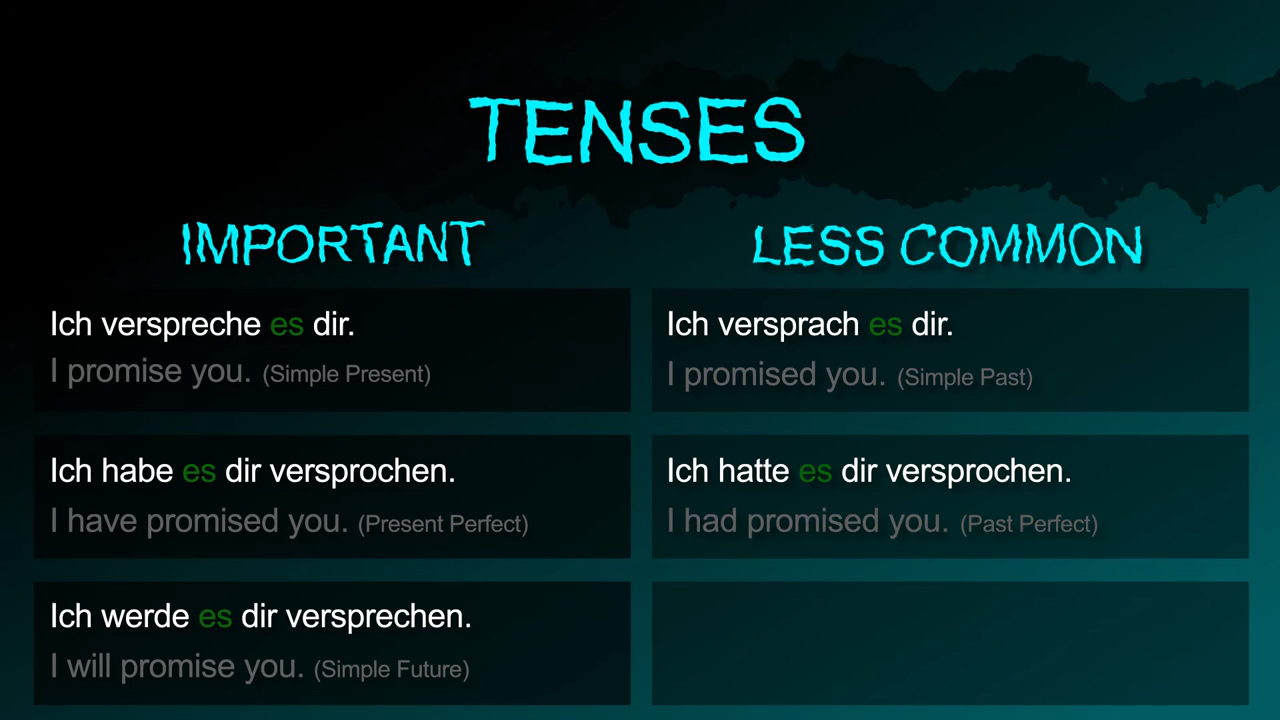 TENSES
IMPORTANT
Ich verspreche es dir.
I promise you. (Simple Present)
Ich habe es dir versprochen.
I have promised you. (Present Perfect)
Ich werde es dir versprechen.
I will promise you. (Simple Future)
LESS COMMON
Ich versprach es dir.
I promised you. (Simple Past)
Ich hatte es dir versprochen.
I had promised you. (Past Perfect)